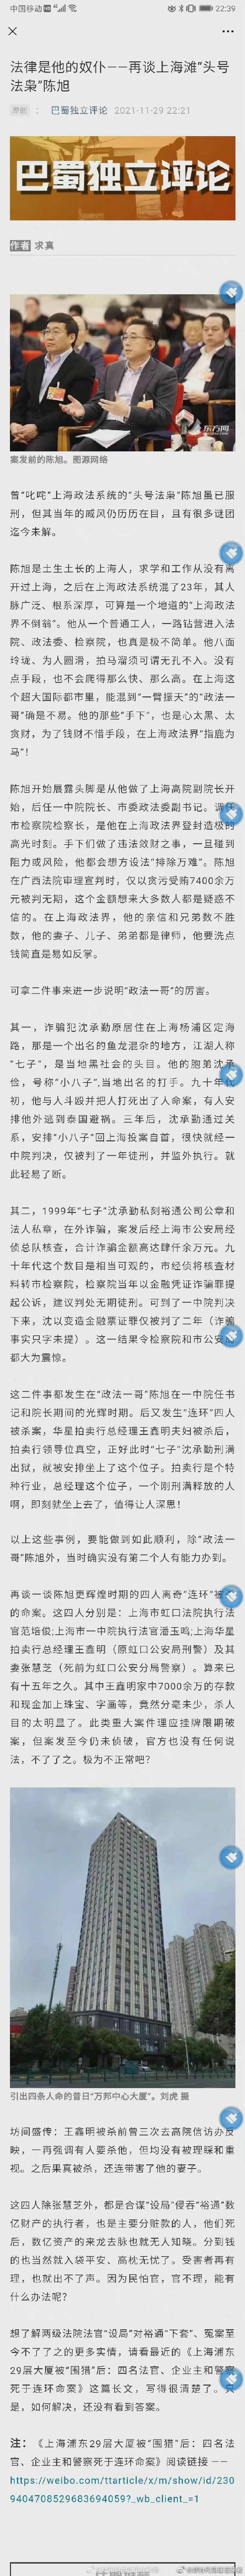 中国移动
22:39
法律是他的奴仆——再谈上海滩“头号
法枭”陈旭
原创 ： 巴蜀独立评论 2021-11-29 22:21
巴蜀独立评论
作者 求真
东方网
案发前的陈旭。图源网络
曾“叱咤”上海政法系统的“头号法枭”陈旭虽已服
刑，但其当年的威风仍历历在目，且有很多谜团
迄今未解。
陈旭是土生土长的上海人，求学和工作从没有离
开过上海，之后在上海政法系统混了23年，其人
脉广泛、根系深厚，可算是一个地道的“上海政法
界不倒翁”。他从一个普通工人，一路钻营进入法
院、政法委、检察院，也真是极不简单。他八面
玲珑、为人圆滑，拍马溜须可谓无孔不入。没有
点手段，也不会爬得那么快、那么高。在上海这
个超大国际都市里，能混到“一臂振天”的“政法一
哥”确是不易。他的那些“手下”，也是心太黑、太
贪财，为了钱财不惜手段，在上海政法界“指鹿为
马”！
陈旭开始展露头脚是从他做了上海高院副院长开
始，后任一中院院长、市委政法委副书记。调任
市检察院检察长，是他在上海政法界登封造极的
高光时刻。手下们做了违法敛财之事，一旦碰到
阻力或风险，他都会想方设法“排除万难”。陈旭
在广西法院审理宣判时，仅以贪污受贿7400余万
元被判无期，这个金额想来大多数人都是疑惑不
信的。在上海政法界，他的亲信和兄弟数不胜
数，他的妻子、儿子、弟弟都是律师，他要洗点
钱简直是易如反掌。
可拿二件事来进一步说明“政法一哥”的厉害。
其一，诈骗犯沈承勤原居住在上海杨浦区定海
路，那是一个出名的鱼龙混杂的地方，江湖人称
“七子”，是当地黑社会的头目。他的胞弟沈承
俭，号称“小八子”，当地出名的打手。九十年代
初，他与人斗殴并把人打死出了人命案，有人安
排他外逃到泰国避祸。三年后，沈承勤通过关
系，安排“小八子”回上海投案自首，很快就经一
中院判决，仅被判了一年徒刑，并监外执行。就
此轻易了断。
其二，1999年“七子”沈承勤私刻裕通公司公章和
法人私章，在外诈骗，案发后经上海市公安局经
侦总队核查，合计诈骗金额高达肆仟余万元。九
十年代这个数目是相当可观的，市经侦将核查材
料转市检察院，检察院当年以金融凭证诈骗罪提
起公诉，建议判处无期徒刑。可到了一中院判决
下来，沈以变造金融票证罪仅被判了二年（诈骗
事实只字未提）。这一结果令检察院和市公安局
都大为震惊。
这二件事都发生在“政法一哥”陈旭在一中院任书
记和院长期间的光辉时期。后又发生“连环”四人
被杀案，华星拍卖行总经理王鑫明夫妇被杀后，
拍卖行领导位真空，正好此时“七子”沈承勤刑满
出狱，就被安排坐上了这个位子。拍卖行是个特
种行业，总经理这个位子，一个刚刑满释放的人
啊，即刻就坐上去了，值得让人深思！
以上这些事例，要能做到如此顺利，除“政法一
哥”陈旭外，当时确实没有第二个人有能力办到。
再谈一谈陈旭更辉煌时期的四人离奇“连环”被杀
的命案。这四人分别是：上海市虹口法院执行法
官范培俊;上海市一中院执行法官潘玉鸣;上海华星
拍卖行总经理王鑫明（原虹口公安局刑警）及其
妻张慧芝（死前为虹口公安分局警察）。算来已
有十五年之久。其中王鑫明家中7000余万的存款
和现金加上珠宝、字画等，竟然分毫未少，杀人
目的太明显了。此类重大案件理应挂牌限期破
案，但案发至今仍未侦破，官方也没有任何说
法，不了了之。极为不正常吧？
引出四条人命的昔日“万邦中心大厦”。刘虎 摄
坊间盛传：王鑫明被杀前曾三次去高院信访办反
映，一再强调有人要杀他，但均没有被理睬和重
视。之后果真被杀，还连带害了他的妻子。
这四人除张慧芝外，都是合谋“设局”侵吞“裕通”数
亿财产的执行者，也是主要分赃款的人，他们死
后，数亿资产的来龙去脉也就无人知晓。分到钱
的也当然就入袋平安、高枕无忧了。受害者再有
理，也就出不了声。因为民怕官，官不理，能有
什么办法呢？
想了解两级法院法官“设局”对裕通“下套”、冤案至
今不了了之的更多实情，请看最近的《上海浦东
29层大厦被“围猎”后：四名法官、企业主和警察
死于连环命案》这篇长文，写得很清楚了。只
是，如何解决，还没有看到答案。
注：《上海浦东29层大厦被“围猎”后：四名法
官、企业主和警察死于连环命案》阅读链接 ——
https://weibo.com/ttarticle/x/m/show/id/230
9404708529683694059?_wb_client_=1